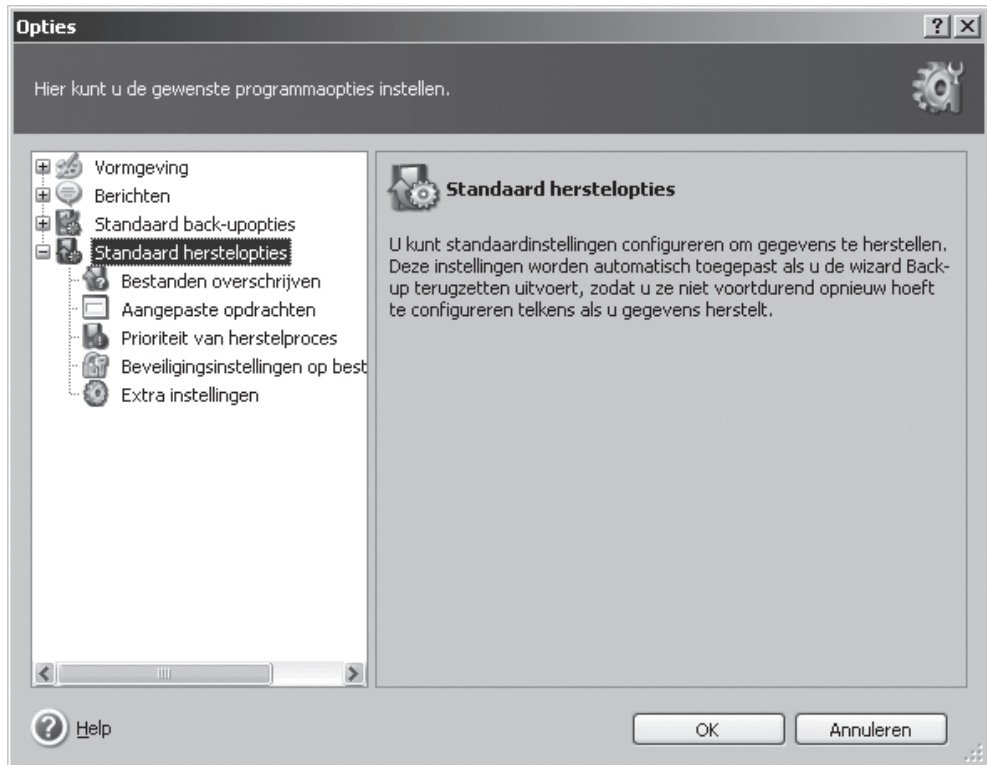 Opties
Hier kunt u de gewenste programmaopties instellen.
Vormgeving
Berichten
Standaard back-upopties
Standaard herstelopties
Bestanden overschrijven
Aangepaste opdrachten
Prioriteit van herstelproces
Beveiligingsinstellingen op best
Extra instellingen
Standaard herstelopties
U kunt standaardinstellingen configureren om gegevens te herstellen.
Deze instellingen worden automatisch toegepast als u de wizard Back-
up terugzetten uitvoert, zodat u ze niet voortdurend opnieuw hoeft
te configureren telkens als u gegevens herstelt.
Help
OK
Annuleren